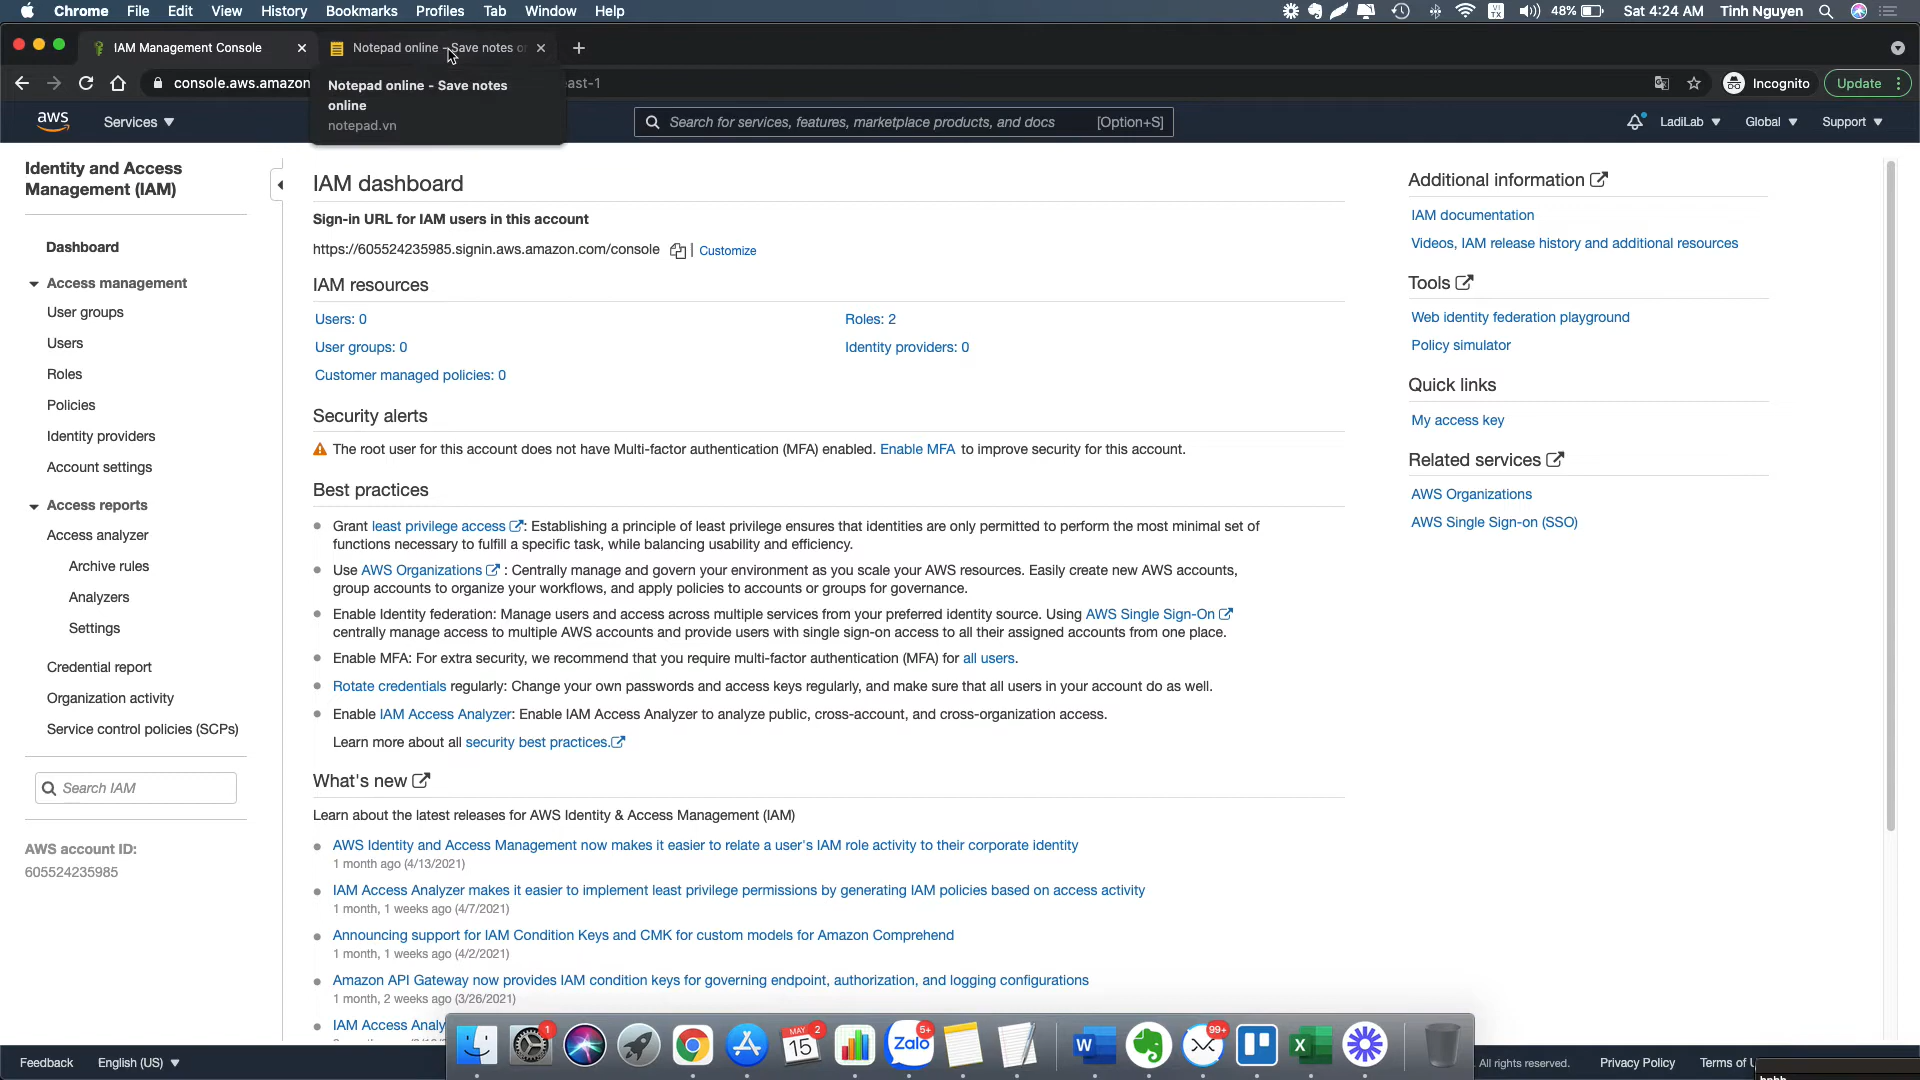 Chrome File Edit View History Bookmarks Profiles Tab Window Help
48% Sat 4:24 AM Tinh Nguyen
IAM Management Console
Notepad online - Save notes
console.aws.amazon
east-1
Incognito
Update
Notepad online - Save notes
online
notepad.vn
aws
Services
Search for services, features, marketplace products, and docs [Option+S]
LadiLab
Global
Support
Identity and Access
Management (IAM)
Dashboard
Access management
User groups
Users
Roles
Policies
Identity providers
Account settings
Access reports
Access analyzer
Archive rules
Analyzers
Settings
Credential report
Organization activity
Service control policies (SCPs)
Search IAM
AWS account ID:
605524235985
IAM dashboard
Sign-in URL for IAM users in this account
https://605524235985.signin.aws.amazon.com/console | Customize
IAM resources
Users: 0
Roles: 2
User groups: 0
Identity providers: 0
Customer managed policies: 0
Security alerts
The root user for this account does not have Multi-factor authentication (MFA) enabled. Enable MFA to improve security for this account.
Best practices
Grant least privilege access : Establishing a principle of least privilege ensures that identities are only permitted to perform the most minimal set of
functions necessary to fulfill a specific task, while balancing usability and efficiency.
Use AWS Organizations : Centrally manage and govern your environment as you scale your AWS resources. Easily create new AWS accounts,
group accounts to organize your workflows, and apply policies to accounts or groups for governance.
Enable Identity federation: Manage users and access across multiple services from your preferred identity source. Using AWS Single Sign-On
centrally manage access to multiple AWS accounts and provide users with single sign-on access to all their assigned accounts from one place.
Enable MFA: For extra security, we recommend that you require multi-factor authentication (MFA) for all users.
Rotate credentials regularly: Change your own passwords and access keys regularly, and make sure that all users in your account do as well.
Enable IAM Access Analyzer: Enable IAM Access Analyzer to analyze public, cross-account, and cross-organization access.
Learn more about all security best practices.
What's new
Learn about the latest releases for AWS Identity & Access Management (IAM)
AWS Identity and Access Management now makes it easier to relate a user's IAM role activity to their corporate identity
1 month ago (4/13/2021)
IAM Access Analyzer makes it easier to implement least privilege permissions by generating IAM policies based on access activity
1 month, 1 weeks ago (4/7/2021)
Announcing support for IAM Condition Keys and CMK for custom models for Amazon Comprehend
1 month, 1 weeks ago (4/2/2021)
Amazon API Gateway now provides IAM condition keys for governing endpoint, authorization, and logging configurations
1 month, 2 weeks ago (3/26/2021)
IAM Access Analy
Additional information
IAM documentation
Videos, IAM release history and additional resources
Tools
Web identity federation playground
Policy simulator
Quick links
My access key
Related services
AWS Organizations
AWS Single Sign-on (SSO)
1
MAY
15
2
Zalo
5+
W
99+
X
Feedback
English (US)
All rights reserved.
Privacy Policy
Terms of